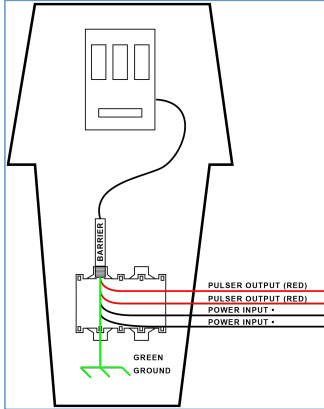 BARRIER
PULSER OUTPUT (RED)
PULSER OUTPUT (RED)
POWER INPUT •
POWER INPUT •
GREEN
GROUND